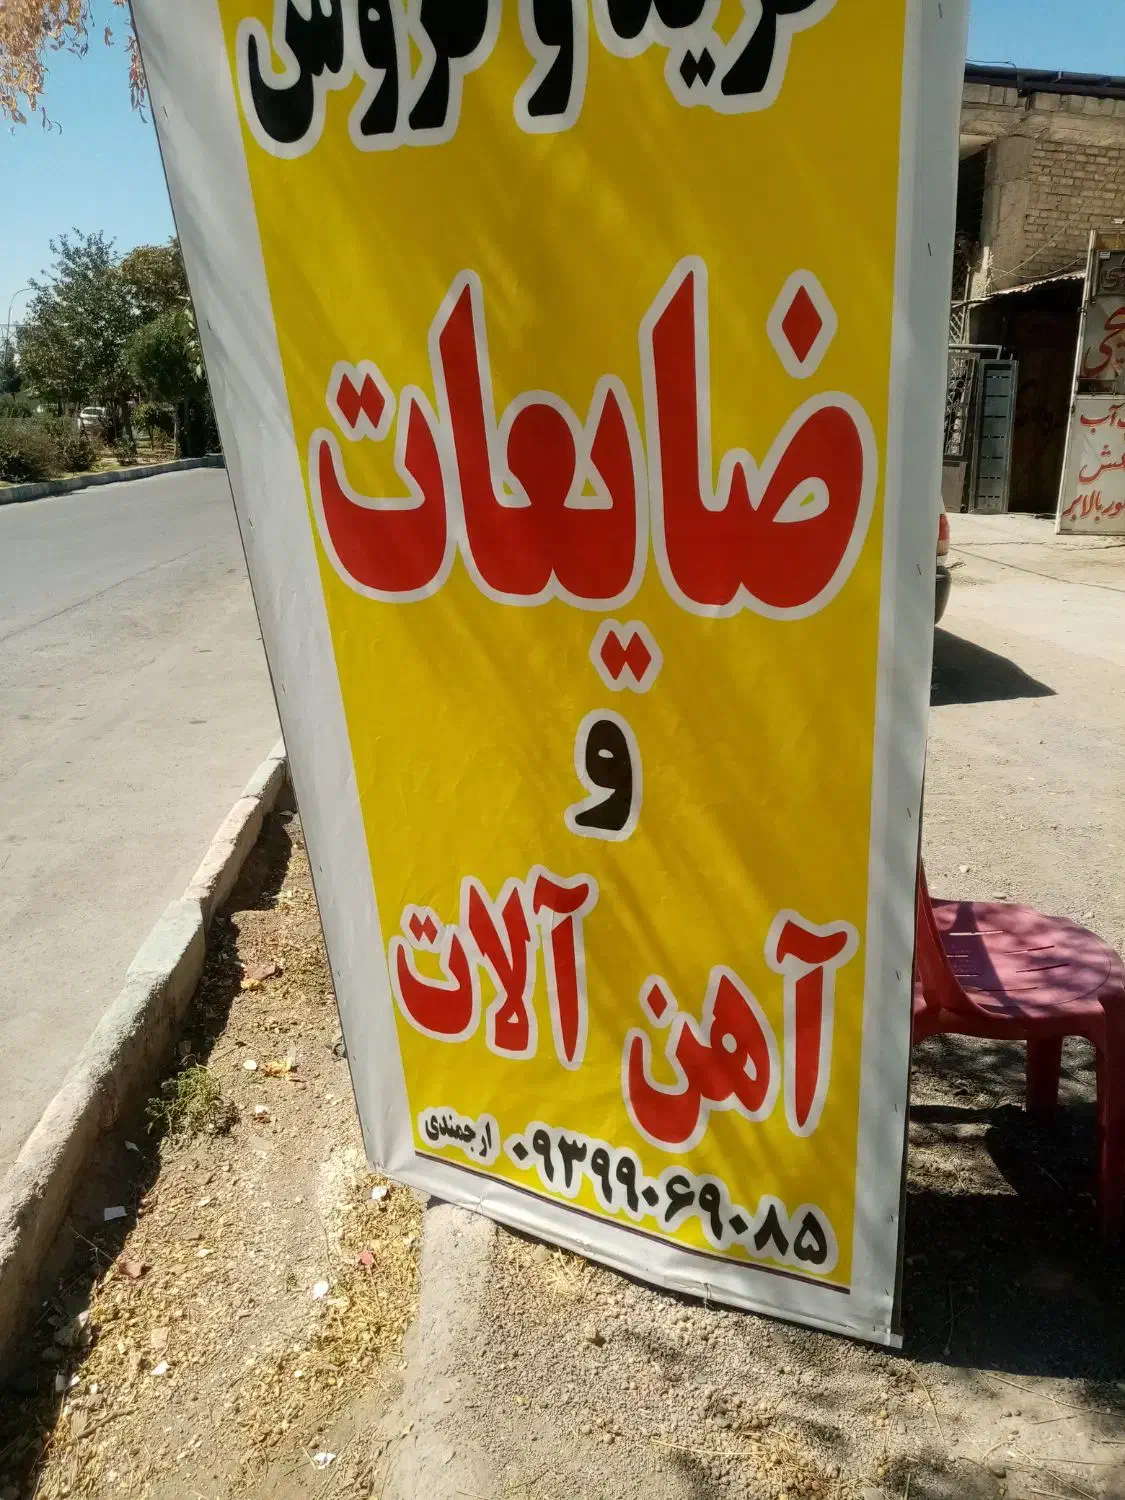 خرید و فروش
ضایعات
و
آهن آلات
۰۹۳۹۹۰۶۹۰۸۵ ارجمندی